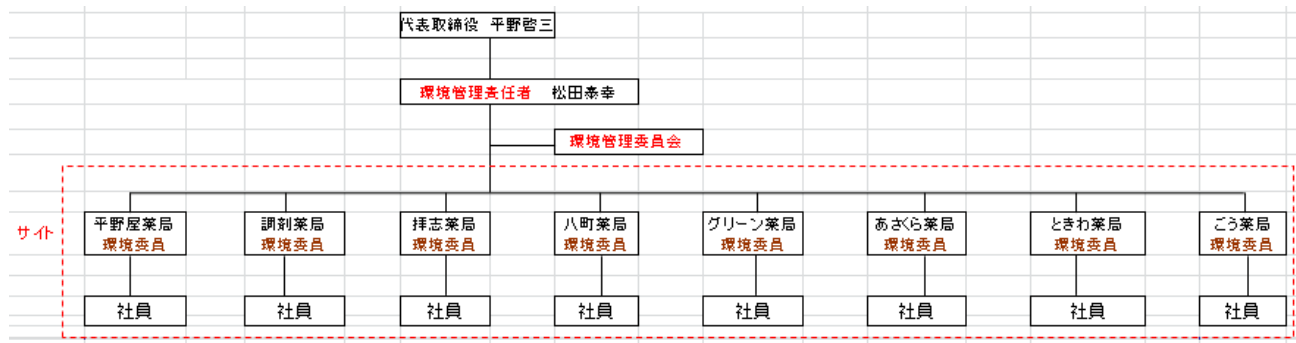 代表取締役 平野啓三
環境管理責任者 松田泰幸
環境管理委員会
サイト
平野屋薬局
環境委員
調剤薬局
環境委員
拝志薬局
環境委員
八町薬局
環境委員
グリーン薬局
環境委員
あさくら薬局
環境委員
ときわ薬局
環境委員
ごう薬局
環境委員
社員
社員
社員
社員
社員
社員
社員
社員